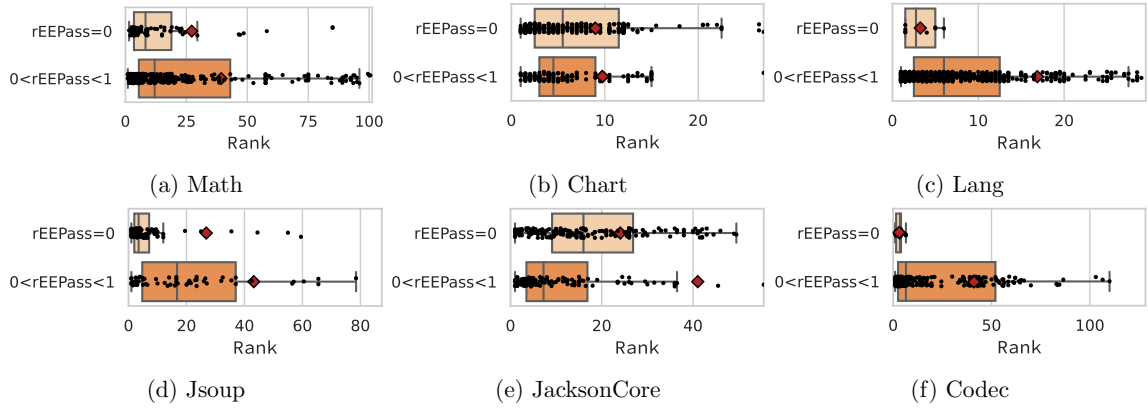 rEEPass=0
0<rEEPass<1
0 25 50 75 100
Rank
(a) Math
rEEPass=0
0<rEEPass<1
0 10 20
Rank
(b) Chart
rEEPass=0
0<rEEPass<1
0 10 20
Rank
(c) Lang
rEEPass=0
0<rEEPass<1
0 20 40 60 80
Rank
(d) Jsoup
rEEPass=0
0<rEEPass<1
0 20 40
Rank
(e) JacksonCore
rEEPass=0
0<rEEPass<1
0 50 100
Rank
(f) Codec